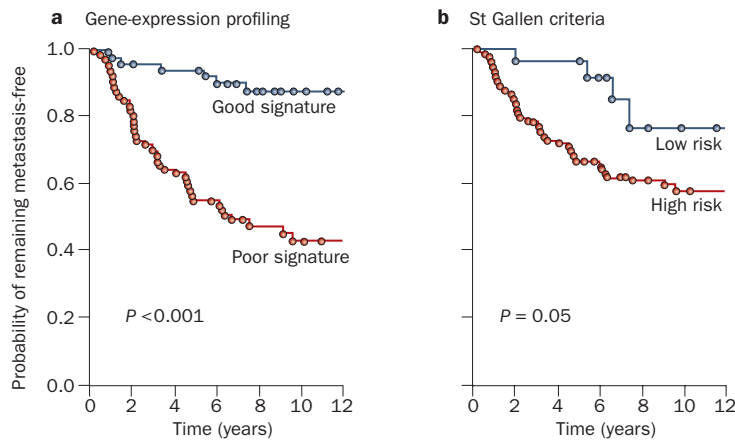 a Gene-expression profiling
Probability of remaining metastasis-free
1.0
0.8
0.6
0.4
0.2
0.0
Good signature
Poor signature
P <0.001
0 2 4 6 8 10 12
Time (years)
b St Gallen criteria
Low risk
High risk
P = 0.05
0 2 4 6 8 10 12
Time (years)